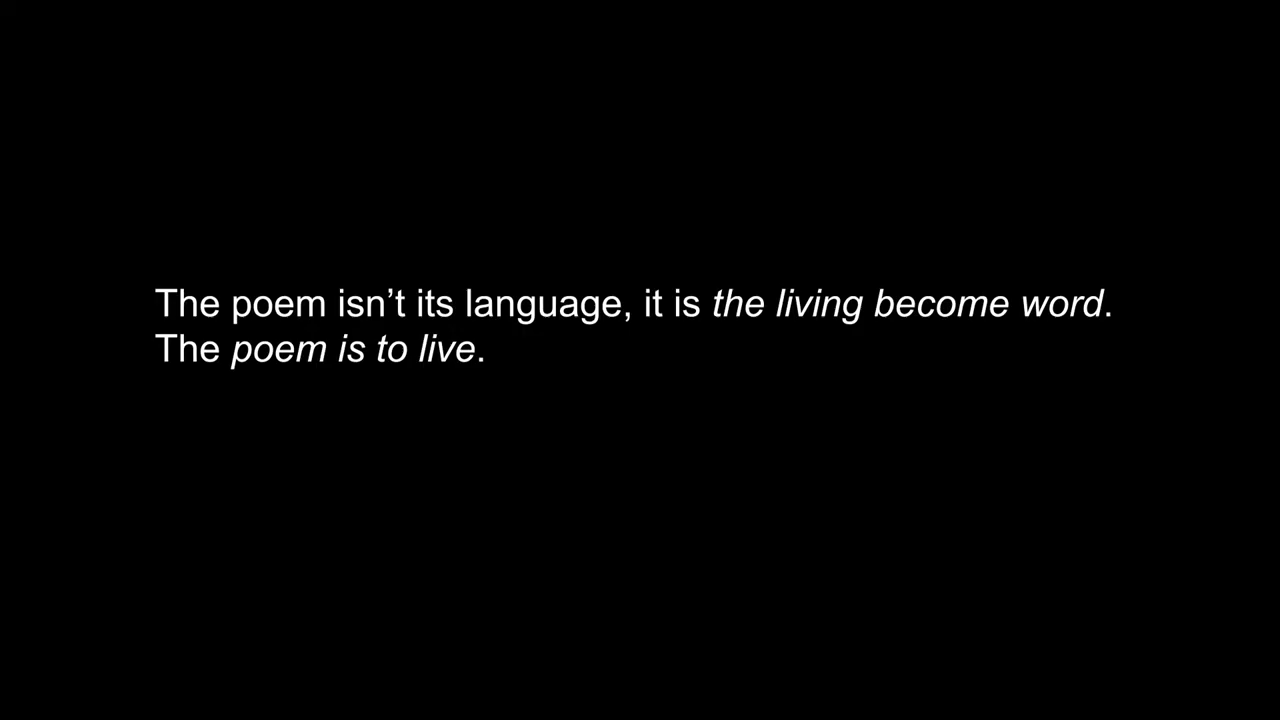 The poem isn’t its language, it is the living become word.
The poem is to live.